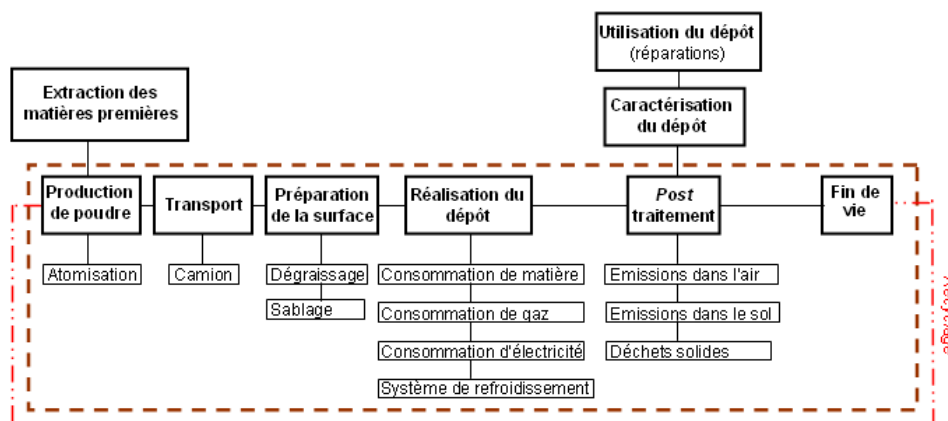 Utilisation du dépôt
(réparations)
Extraction des
matières premières
Caractérisation
du dépôt
Production
de poudre
Transport
Préparation
de la surface
Réalisation du
dépôt
Post
traitement
Fin de
vie
Atomisation
Camion
Dégraissage
Sablage
Consommation de matière
Consommation de gaz
Consommation d'électricité
Système de refroidissement
Emissions dans l'air
Emissions dans le sol
Déchets solides
Recyclage